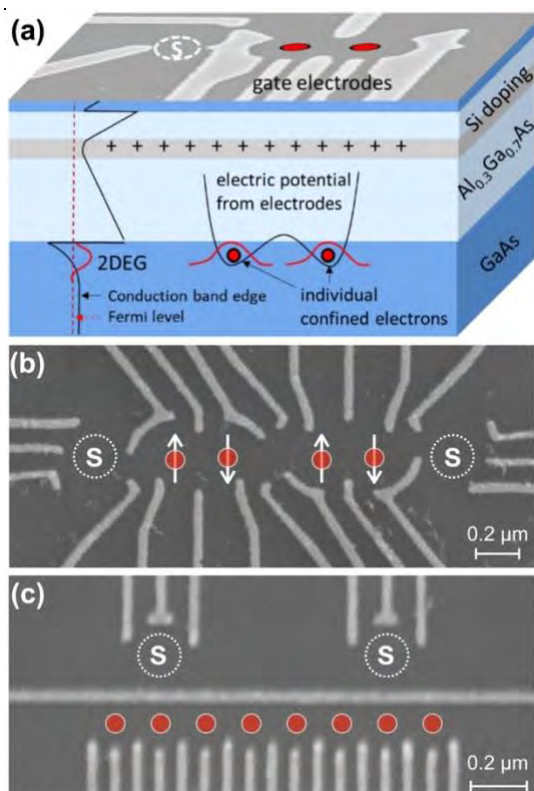 (a)
S
gate electrodes
Si doping
+ + + + + + + + + + +
Al0.3Ga0.7As
electric potential
from electrodes
2DEG
GaAs
Conduction band edge
individual
confined electrons
Fermi level
(b)
S
S
0.2 µm
(c)
S
S
0.2 µm